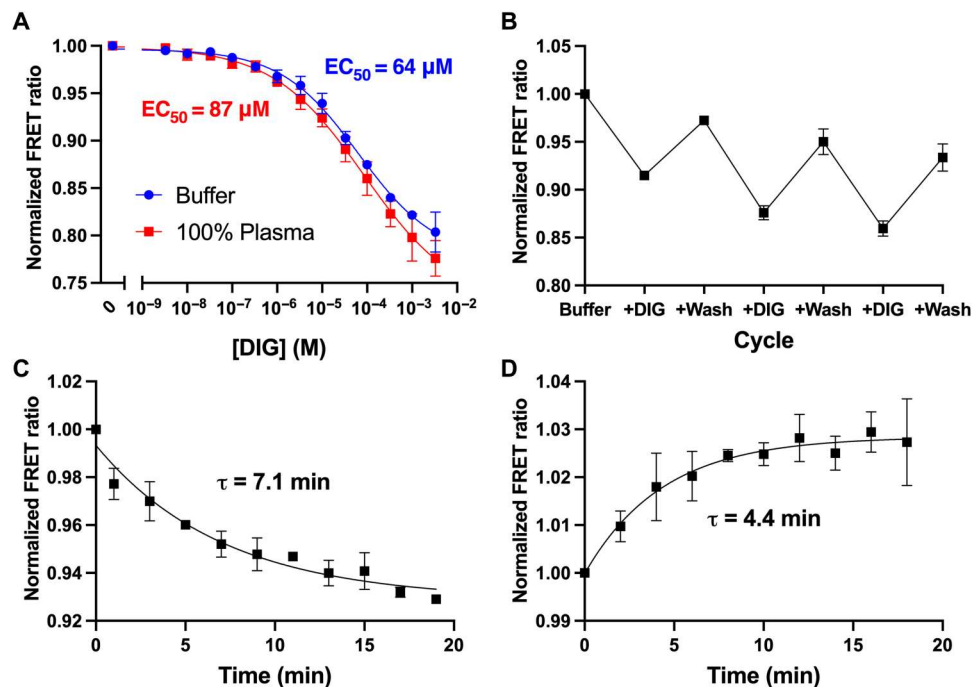 A
Normalized FRET ratio
1.00
0.95
0.90
0.85
0.80
0.75
EC50 = 64 µM
EC50 = 87 µM
Buffer
100% Plasma
0 10−9 10−8 10−7 10−6 10−5 10−4 10−3 10−2
[DIG] (M)
B
Normalized FRET ratio
1.05
1.00
0.95
0.90
0.85
0.80
Buffer +DIG +Wash +DIG +Wash +DIG +Wash
Cycle
C
Normalized FRET ratio
1.02
1.00
0.98
0.96
0.94
0.92
τ = 7.1 min
0 5 10 15 20
Time (min)
D
Normalized FRET ratio
1.04
1.03
1.02
1.01
1.00
0.99
τ = 4.4 min
0 5 10 15 20
Time (min)